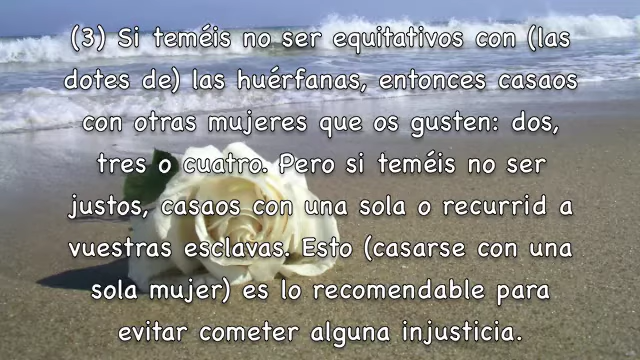 (3) Si teméis no ser equitativos con (las
dotes de) las huérfanas, entonces casaos
con otras mujeres que os gusten: dos,
tres o cuatro. Pero si teméis no ser
justos, casaos con una sola o recurrid a
vuestras esclavas. Esto (casarse con una
sola mujer) es lo recomendable para
evitar cometer alguna injusticia.